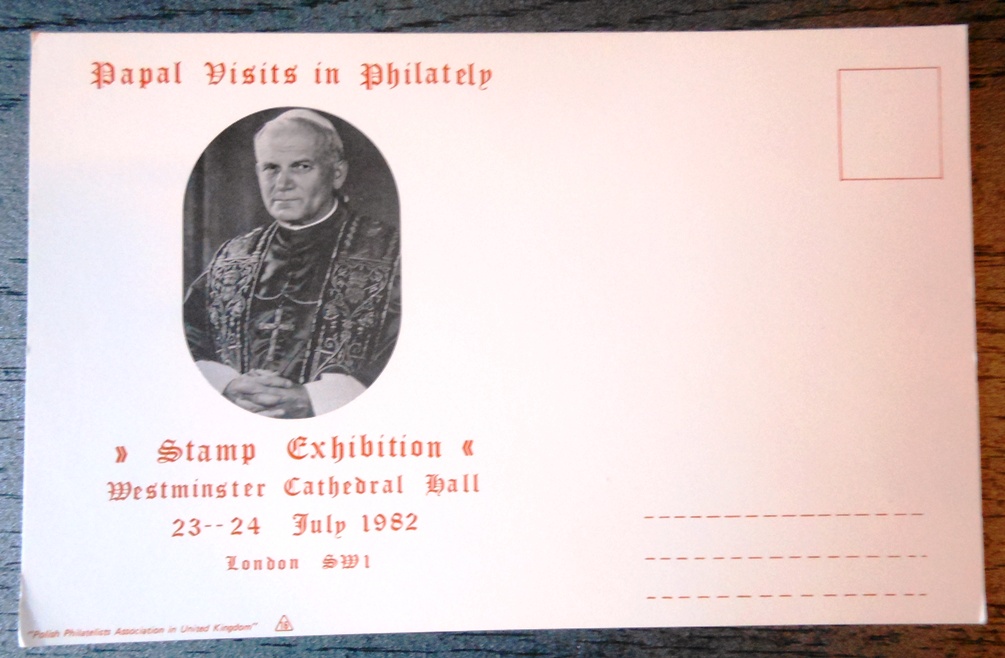 Papal Visits in Philately
» Stamp Exhibition «
Westminster Cathedral Hall
23--24 July 1982
London SW1
"Polish Philatelists Association in United Kingdom"